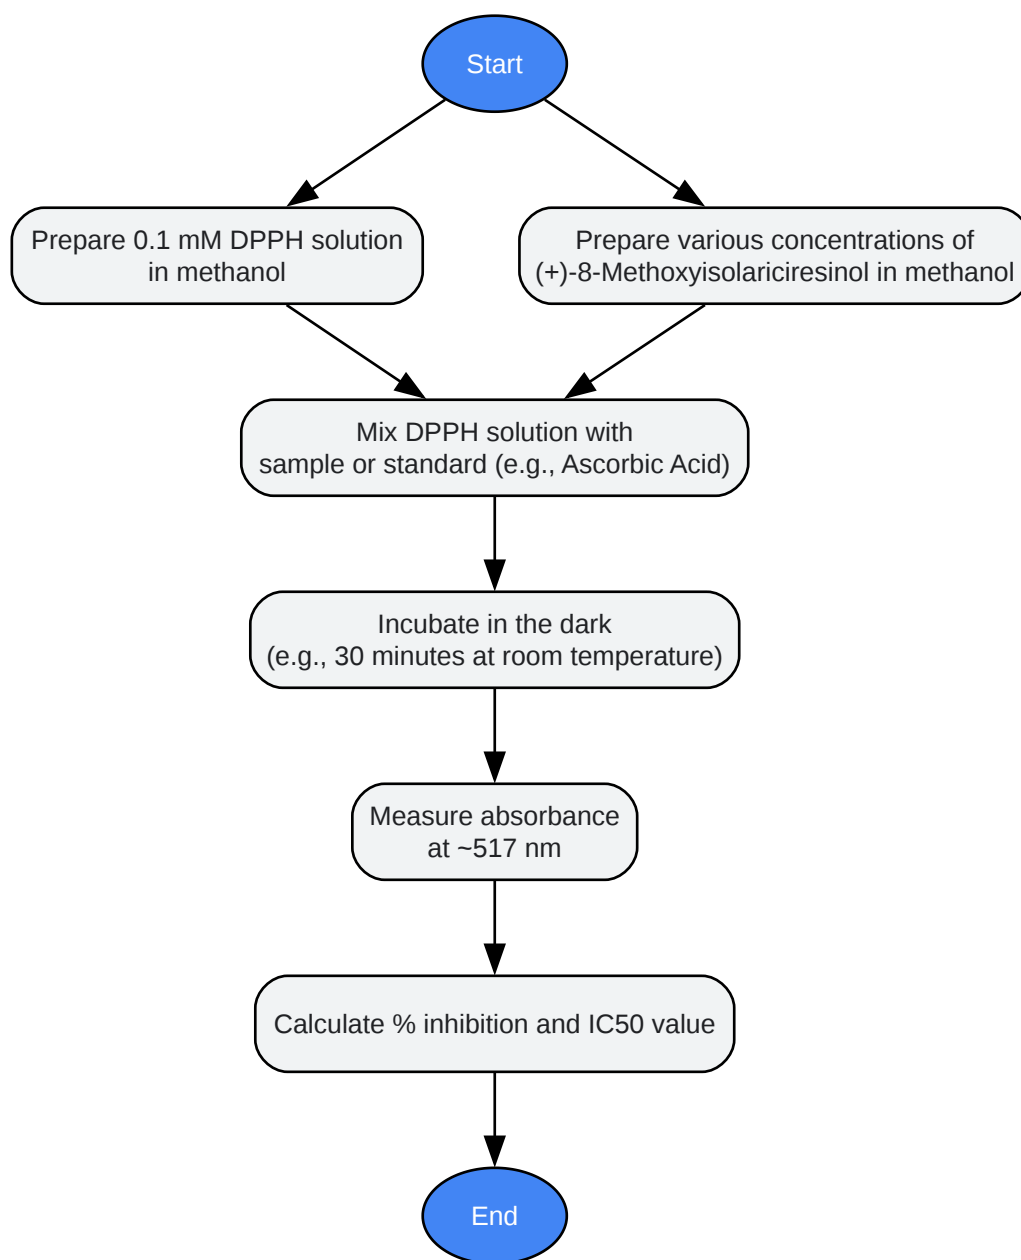 Start
Prepare 0.1 mM DPPH solution
in methanol
Prepare various concentrations of
(+)-8-Methoxyisolariciresinol in methanol
Mix DPPH solution with
sample or standard (e.g., Ascorbic Acid)
Incubate in the dark
(e.g., 30 minutes at room temperature)
Measure absorbance
at ~517 nm
Calculate % inhibition and IC50 value
End